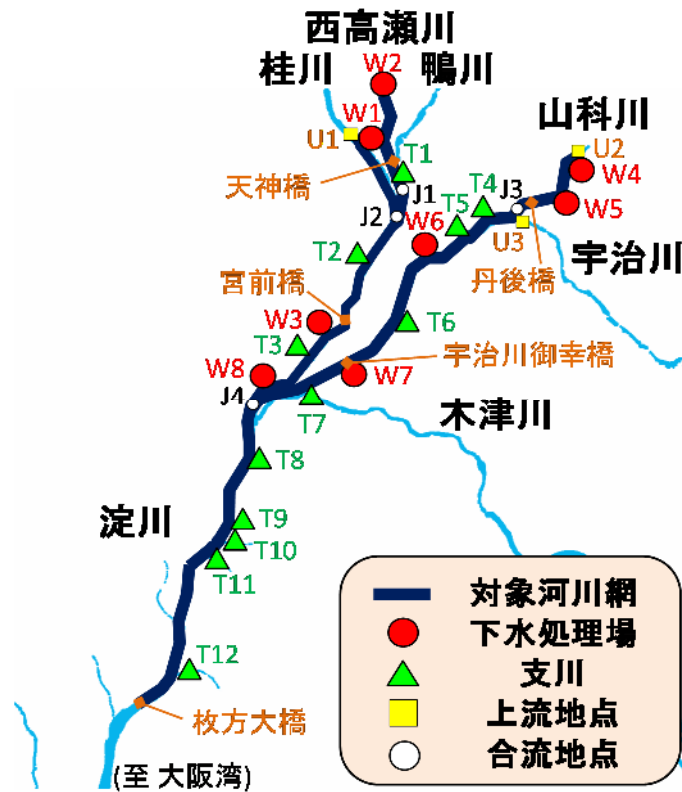 西高瀬川
桂川
W2
鴨川
W1
U1
山科川
T1
U2
天神橋
W4
J1
T4
J3
W5
J2
T5
W6
U3
T2
宇治川
宮前橋
丹後橋
W3
T6
T3
宇治川御幸橋
W8
W7
J4
T7
木津川
T8
淀川
T9
T10
T11
対象河川網
下水処理場
T12
支川
上流地点
枚方大橋
合流地点
(至 大阪湾)